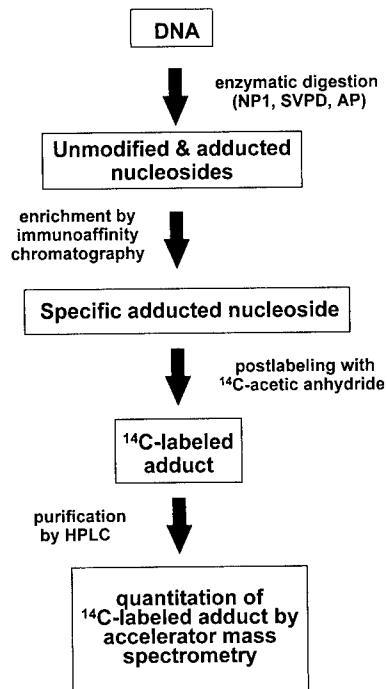 DNA
enzymatic digestion
(NP1, SVPD, AP)
Unmodified & adducted
nucleosides
enrichment by
immunoaffinity
chromatography
Specific adducted nucleoside
postlabeling with
¹⁴C-acetic anhydride
¹⁴C-labeled
adduct
purification
by HPLC
quantitation of
¹⁴C-labeled adduct by
accelerator mass
spectrometry